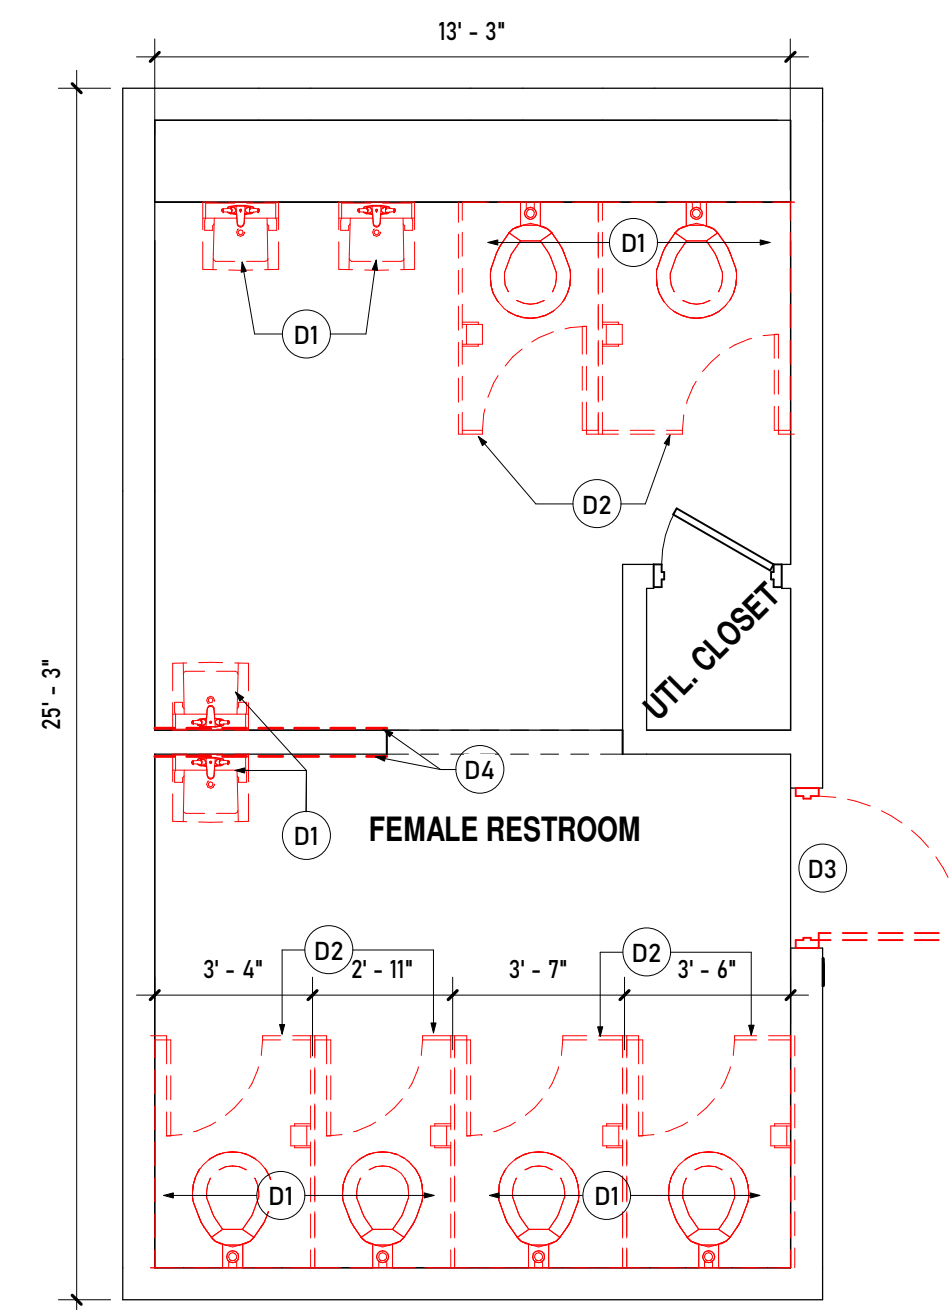 13' - 3"
D1
D1
D2
UTL. CLOSET
25' - 3"
D4
FEMALE RESTROOM
D1
D3
D2
D2
3' - 4"
2' - 11"
3' - 7"
3' - 6"
D1
D1